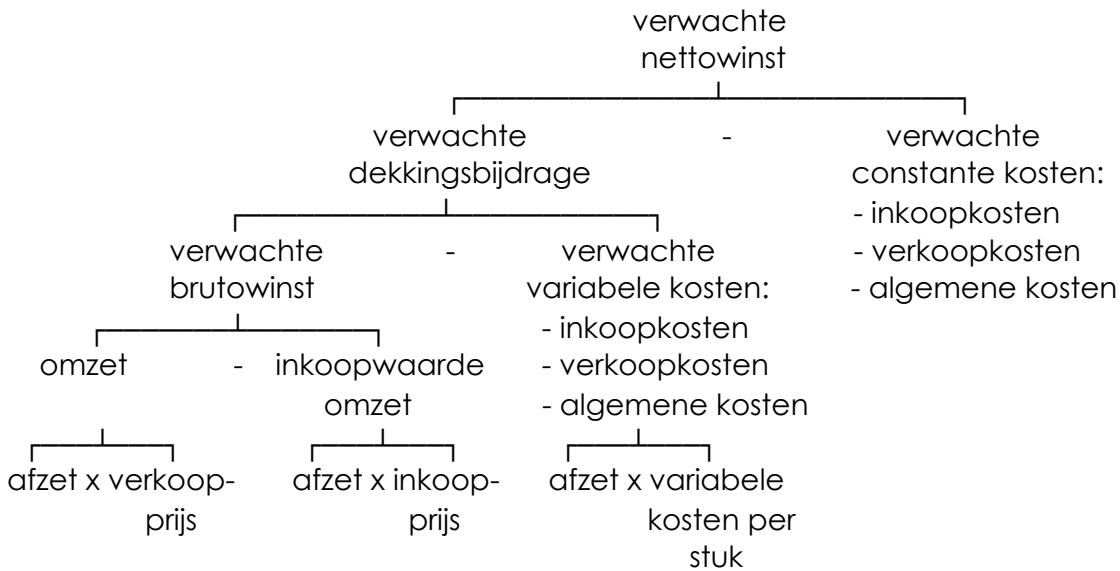 verwachte
nettowinst
verwachte - verwachte
dekkingsbijdrage constante kosten:
- inkoopkosten
verwachte - verwachte - verkoopkosten
brutowinst variabele kosten: - algemene kosten
- inkoopkosten
omzet - inkoopwaarde - verkoopkosten
omzet - algemene kosten
afzet x verkoop- afzet x inkoop- afzet x variabele
prijs prijs kosten per
stuk